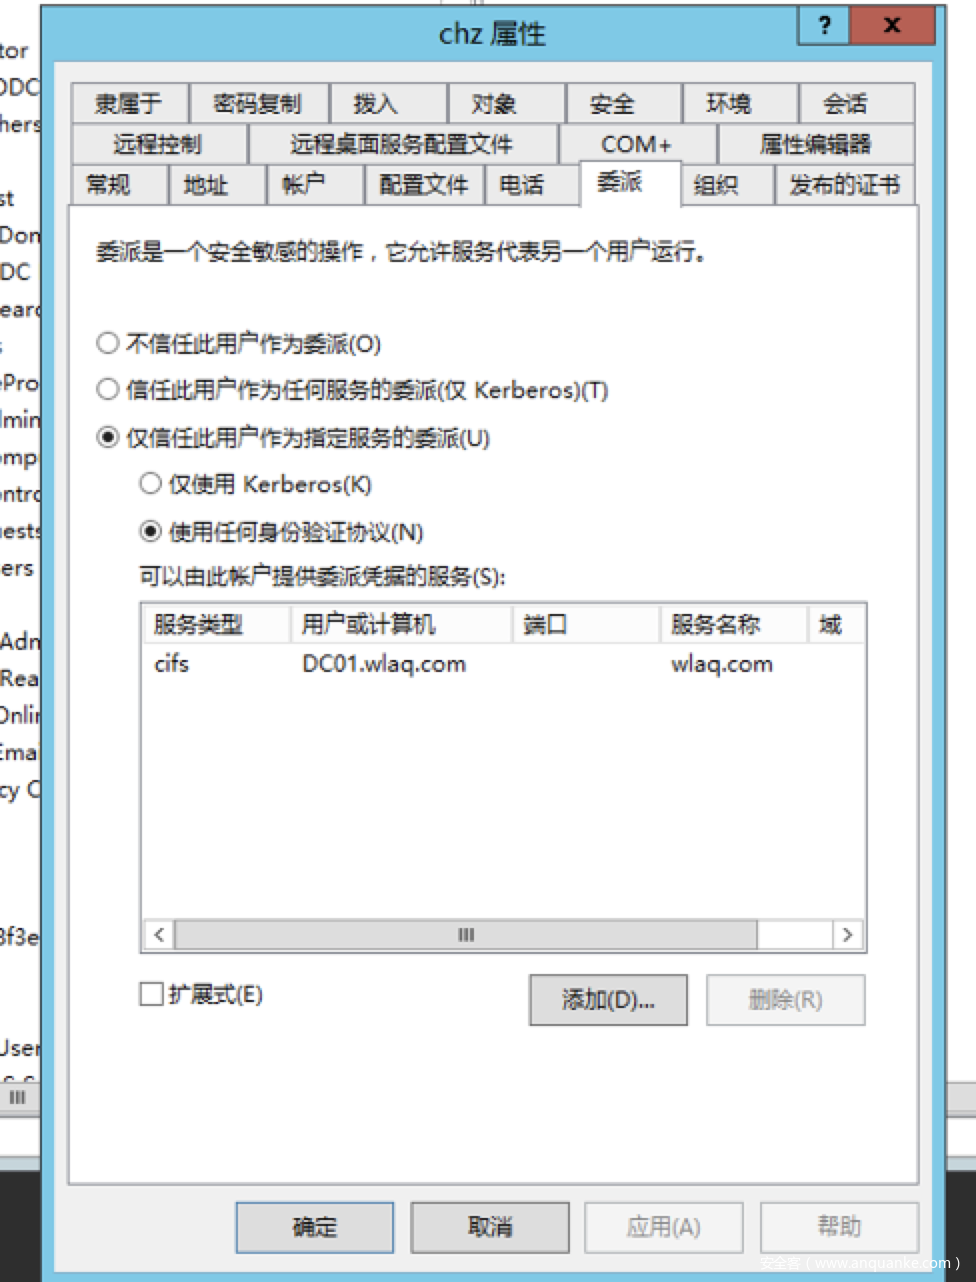 chz 属性
?
x
tor
DDC
hers
st
Don
DC
earc
s
ePro
dmin
omp
ontro
uests
ers
Adm
Rea
Onlin
Emai
cy C
3f3e
User
隶属于 密码复制 拨入 对象 安全 环境 会话
远程控制 远程桌面服务配置文件 COM+ 属性编辑器
常规 地址 帐户 配置文件 电话 委派 组织 发布的证书
委派是一个安全敏感的操作，它允许服务代表另一个用户运行。
不信任此用户作为委派(O)
信任此用户作为任何服务的委派(仅 Kerberos)(T)
仅信任此用户作为指定服务的委派(U)
仅使用 Kerberos(K)
使用任何身份验证协议(N)
可以由此帐户提供委派凭据的服务(S):
服务类型 用户或计算机 端口 服务名称 域
cifs DC01.wlaq.com wlaq.com
扩展式(E) 添加(D)... 删除(R)
确定 取消 应用(A) 帮助
安全客 ( www.anquanke.com )